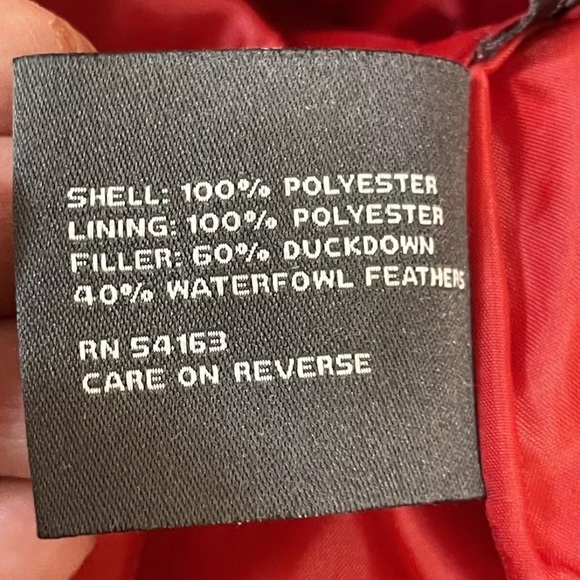 SHELL: 100% POLYESTER
LINING: 100% POLYESTER
FILLER: 60% DUCKDOWN
40% WATERFOWL FEATHERS
RN 54163
CARE ON REVERSE